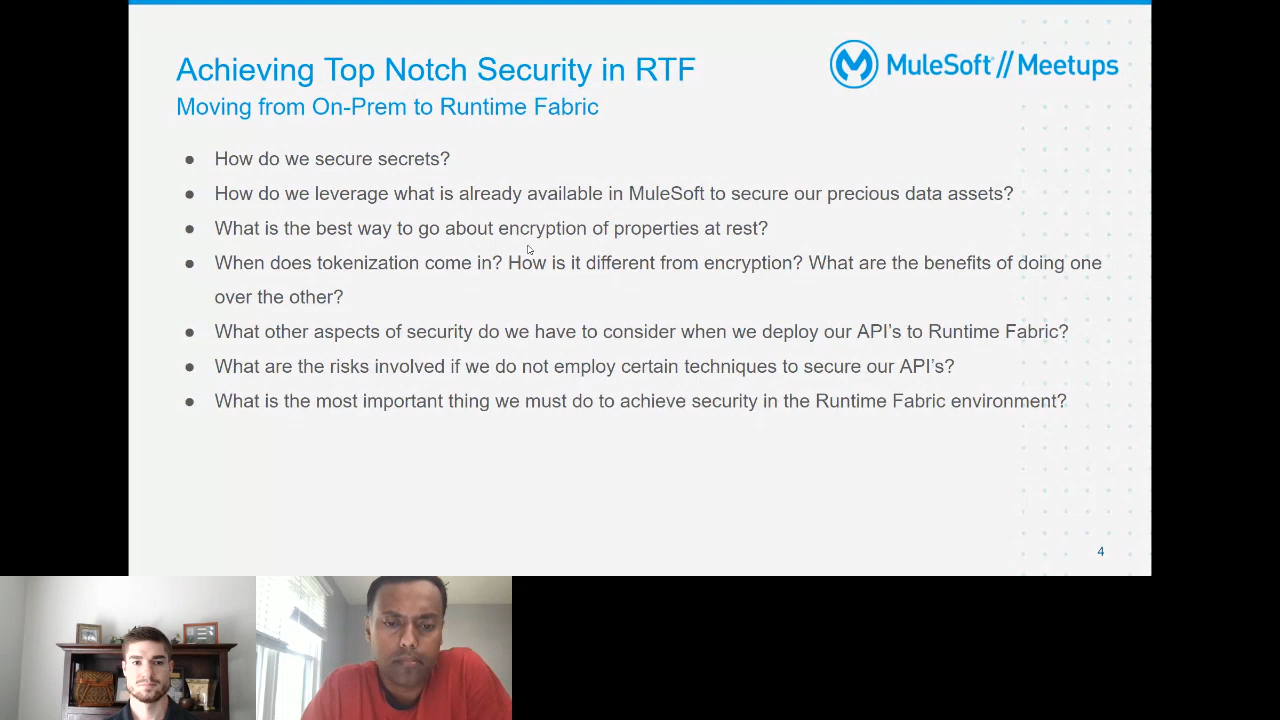 Achieving Top Notch Security in RTF
MuleSoft // Meetups
Moving from On-Prem to Runtime Fabric
● How do we secure secrets?
● How do we leverage what is already available in MuleSoft to secure our precious data assets?
● What is the best way to go about encryption of properties at rest?
● When does tokenization come in? How is it different from encryption? What are the benefits of doing one
over the other?
● What other aspects of security do we have to consider when we deploy our API's to Runtime Fabric?
● What are the risks involved if we do not employ certain techniques to secure our API's?
● What is the most important thing we must do to achieve security in the Runtime Fabric environment?
4